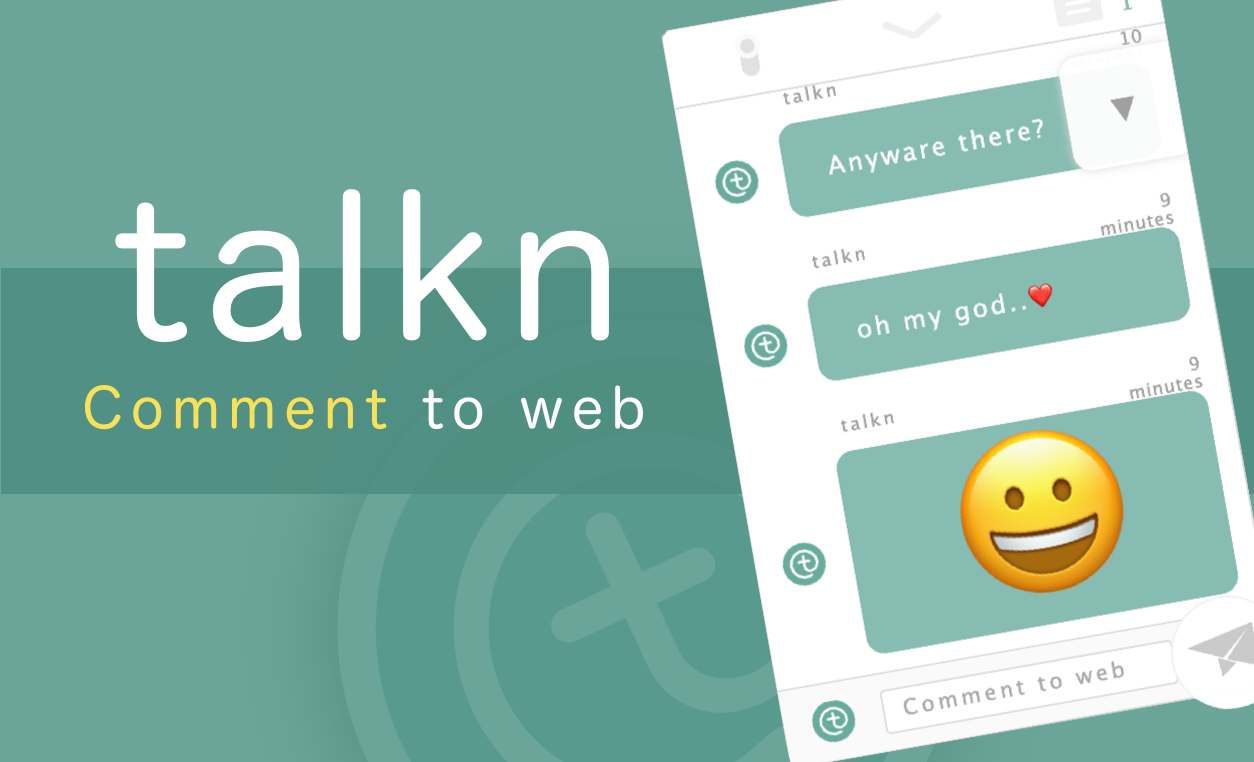 talkn
Comment to web
1
10
talkn
Anyware there?
9
minutes
talkn
oh my god..❤️
9
minutes
talkn
Comment to web